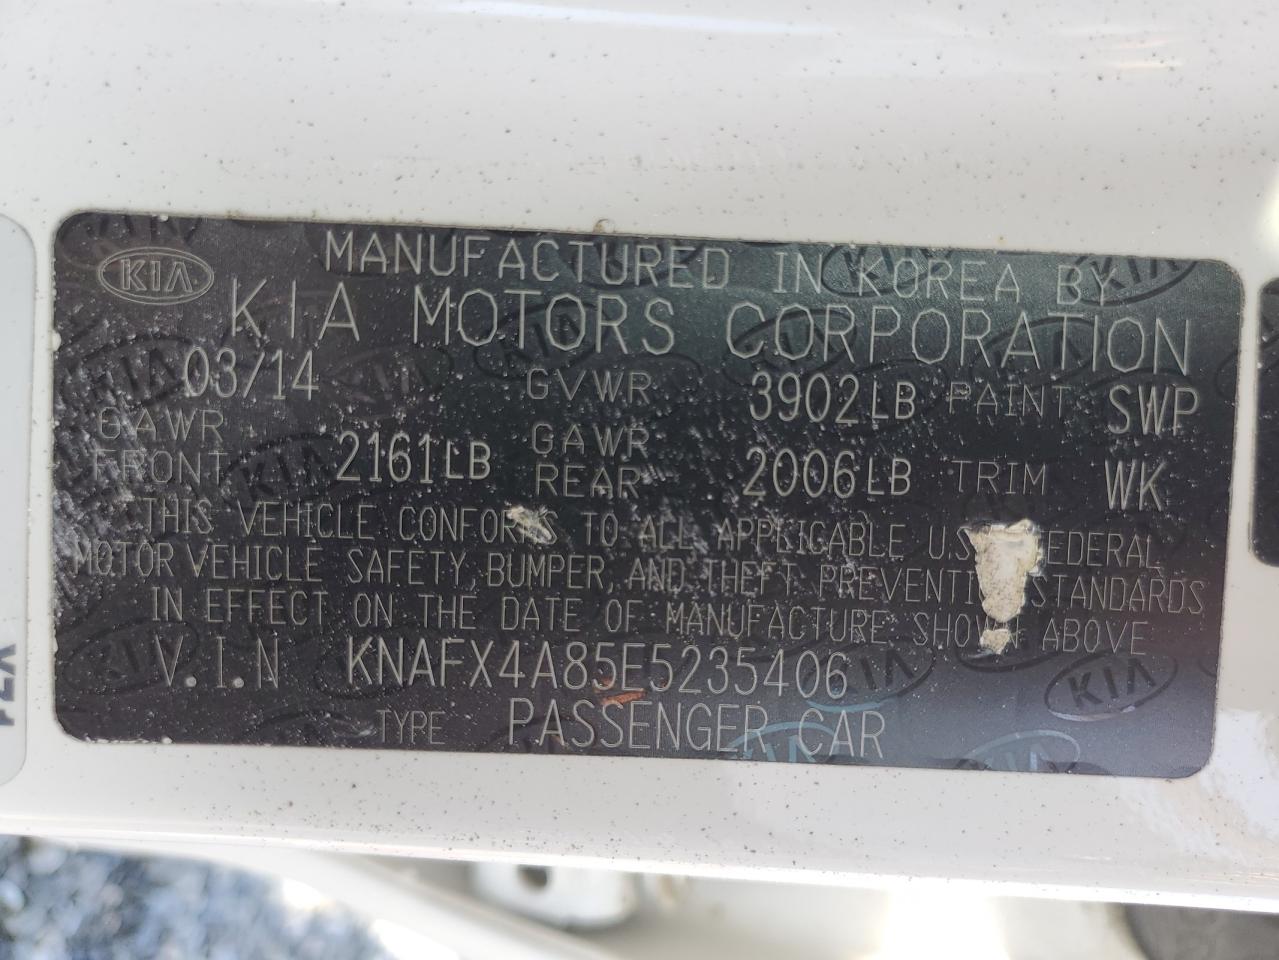 KIA
MANUFACTURED IN KOREA BY
KIA MOTORS CORPORATION
03/14 GVWR 3902LB PAINT SWP
GAWR FRONT 2161LB GAWR REAR 2006LB TRIM WK
THIS VEHICLE CONFORMS TO ALL APPLICABLE U.S. FEDERAL
MOTOR VEHICLE SAFETY, BUMPER, AND THEFT PREVENTION STANDARDS
IN EFFECT ON THE DATE OF MANUFACTURE SHOWN ABOVE
V.I.N KNAFX4A85E5235406
TYPE PASSENGER CAR